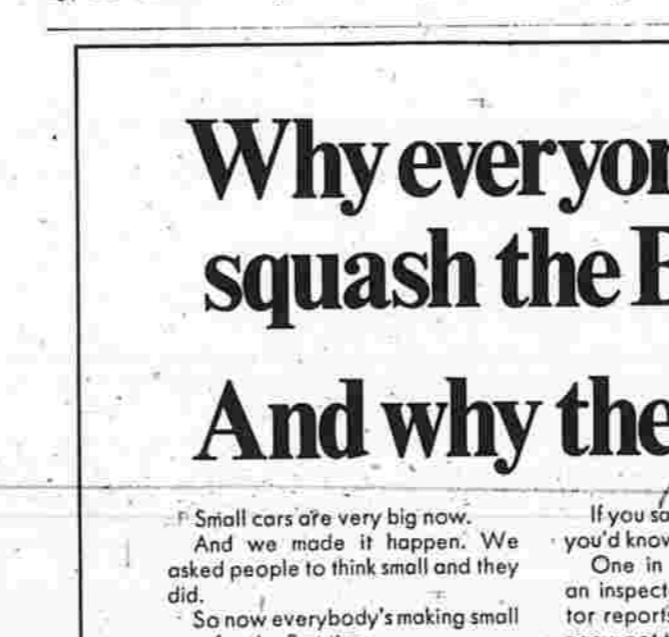 Why everyon
squash the B
And why the
Small cars are very big now.
And we made it happen. We
asked people to think small and they
did.
So now everybody's making small
If you sa
you'd know
One in
an inspect
tor reports